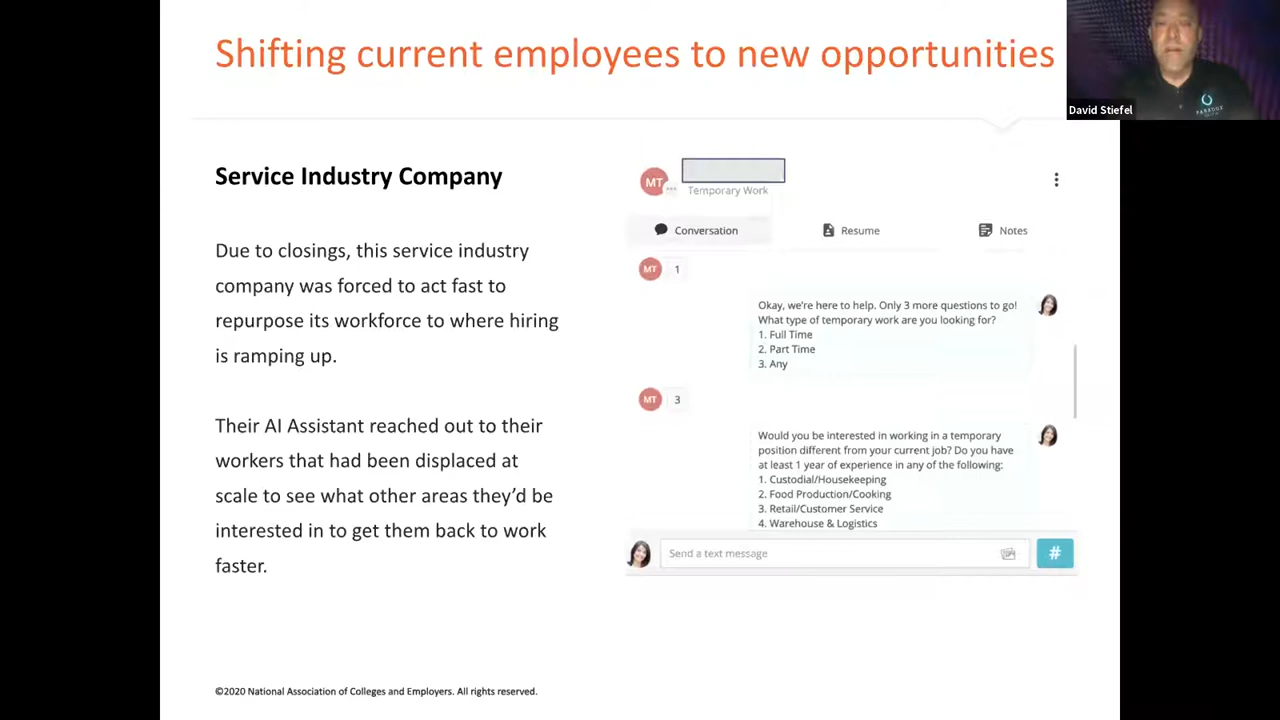 Shifting current employees to new opportunities
David Stiefel
PARADOX
Service Industry Company
Due to closings, this service industry
company was forced to act fast to
repurpose its workforce to where hiring
is ramping up.
Their AI Assistant reached out to their
workers that had been displaced at
scale to see what other areas they’d be
interested in to get them back to work
faster.
MT
Temporary Work
Conversation
Resume
Notes
MT
1
Okay, we’re here to help. Only 3 more questions to go!
What type of temporary work are you looking for?
1. Full Time
2. Part Time
3. Any
MT
3
Would you be interested in working in a temporary
position different from your current job? Do you have
at least 1 year of experience in any of the following:
1. Custodial/Housekeeping
2. Food Production/Cooking
3. Retail/Customer Service
4. Warehouse & Logistics
Send a text message
#
©2020 National Association of Colleges and Employers. All rights reserved.